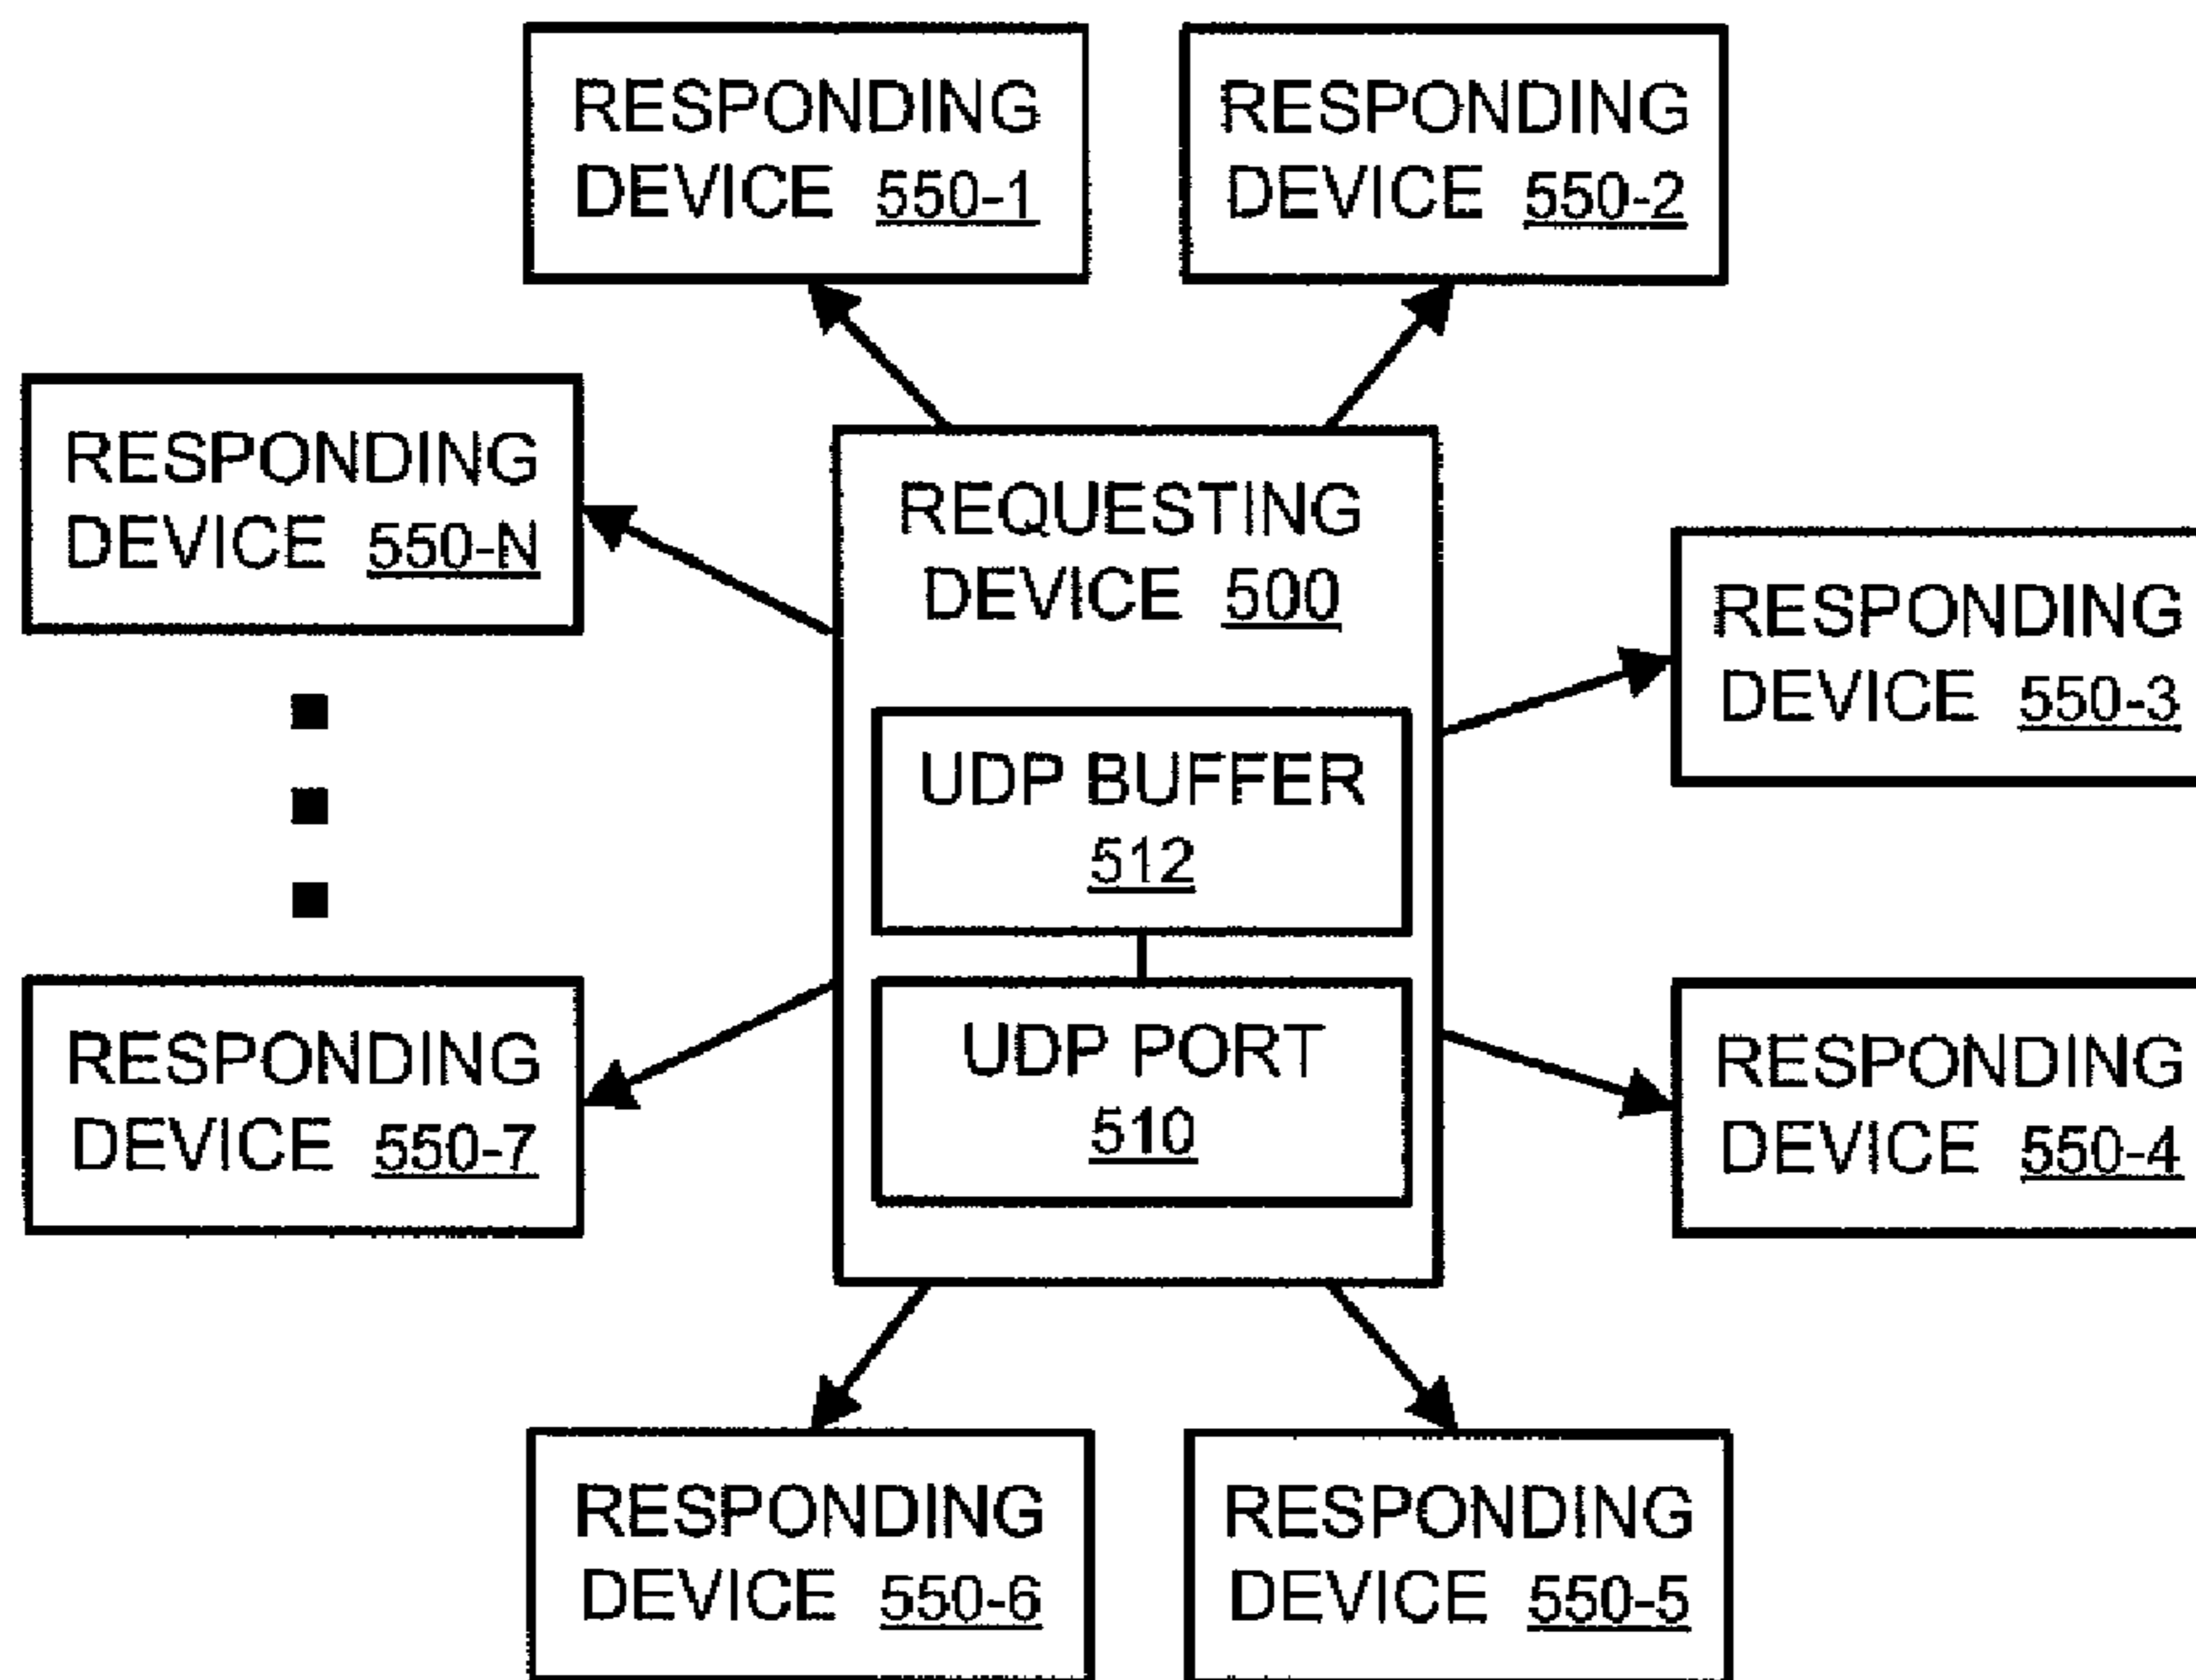 RESPONDING
DEVICE 550-1
RESPONDING
DEVICE 550-2
RESPONDING
DEVICE 550-N
REQUESTING
DEVICE 500
RESPONDING
DEVICE 550-3
UDP BUFFER
512
RESPONDING
DEVICE 550-7
UDP PORT
510
RESPONDING
DEVICE 550-4
RESPONDING
DEVICE 550-6
RESPONDING
DEVICE 550-5